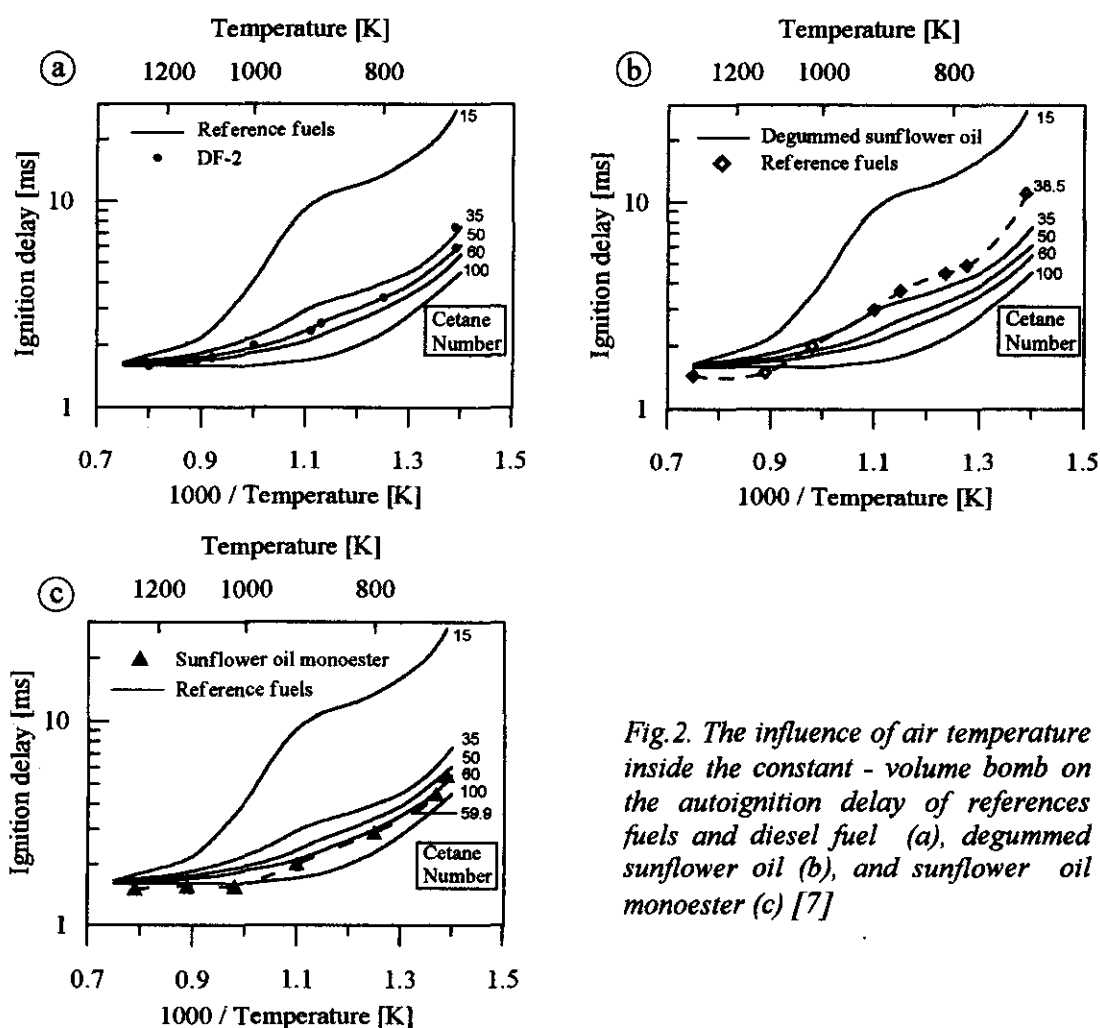 Temperature [K]
a
1200 1000 800
Reference fuels
DF-2
15
35
50
60
100
Cetane
Number
Ignition delay [ms]
10
1
0.7 0.9 1.1 1.3 1.5
1000 / Temperature [K]
Temperature [K]
b
1200 1000 800
Degummed sunflower oil
Reference fuels
15
38.5
35
50
60
100
Cetane
Number
Ignition delay [ms]
10
1
0.7 0.9 1.1 1.3 1.5
1000 / Temperature [K]
Temperature [K]
c
1200 1000 800
Sunflower oil monoester
Reference fuels
15
35
50
60
100
59.9
Cetane
Number
Ignition delay [ms]
10
1
0.7 0.9 1.1 1.3 1.5
1000 / Temperature [K]
Fig.2. The influence of air temperature
inside the constant - volume bomb on
the autoignition delay of references
fuels and diesel fuel (a), degummed
sunflower oil (b), and sunflower oil
monoester (c) [7]